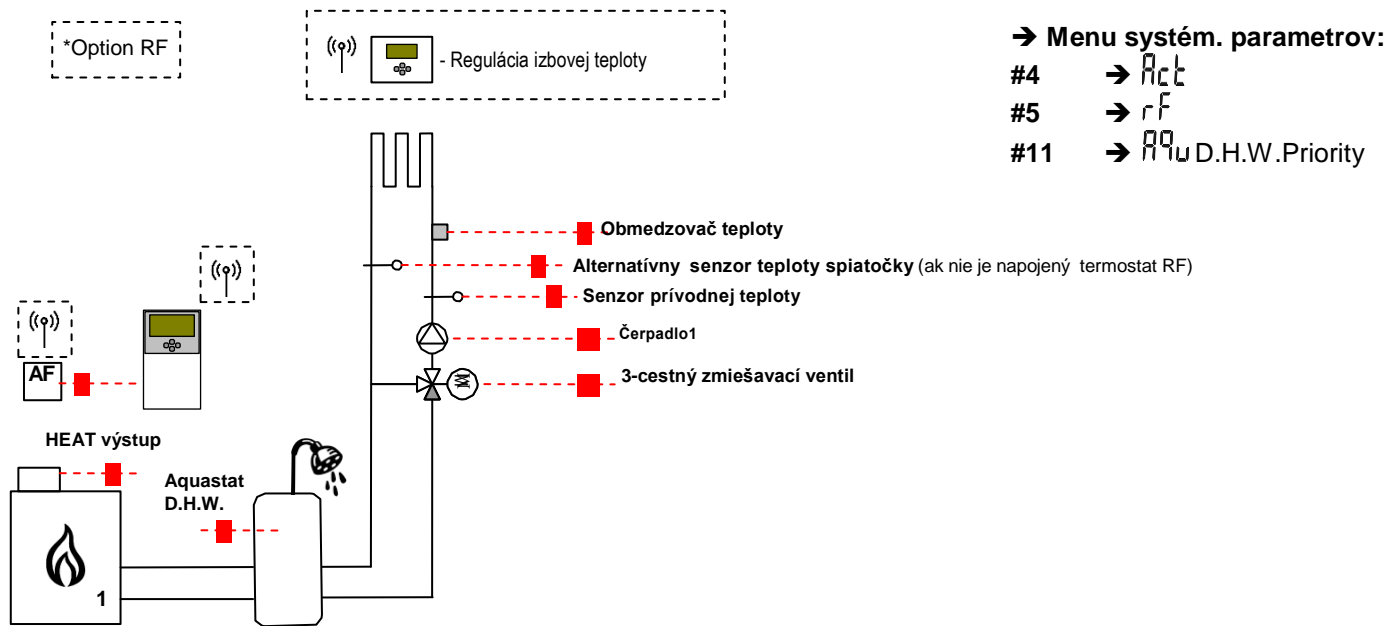 *Option RF
- Regulácia izbovej teploty
➔ Menu systém. parametrov:
#4 ➔ Act
#5 ➔ rF
#11 ➔ Aqu D.H.W.Priority
Obmedzovač teploty
Alternatívny senzor teploty spiatočky (ak nie je napojený termostat RF)
Senzor prívodnej teploty
Čerpadlo1
3-cestný zmiešavací ventil
AF
HEAT výstup
Aquastat
D.H.W.
1